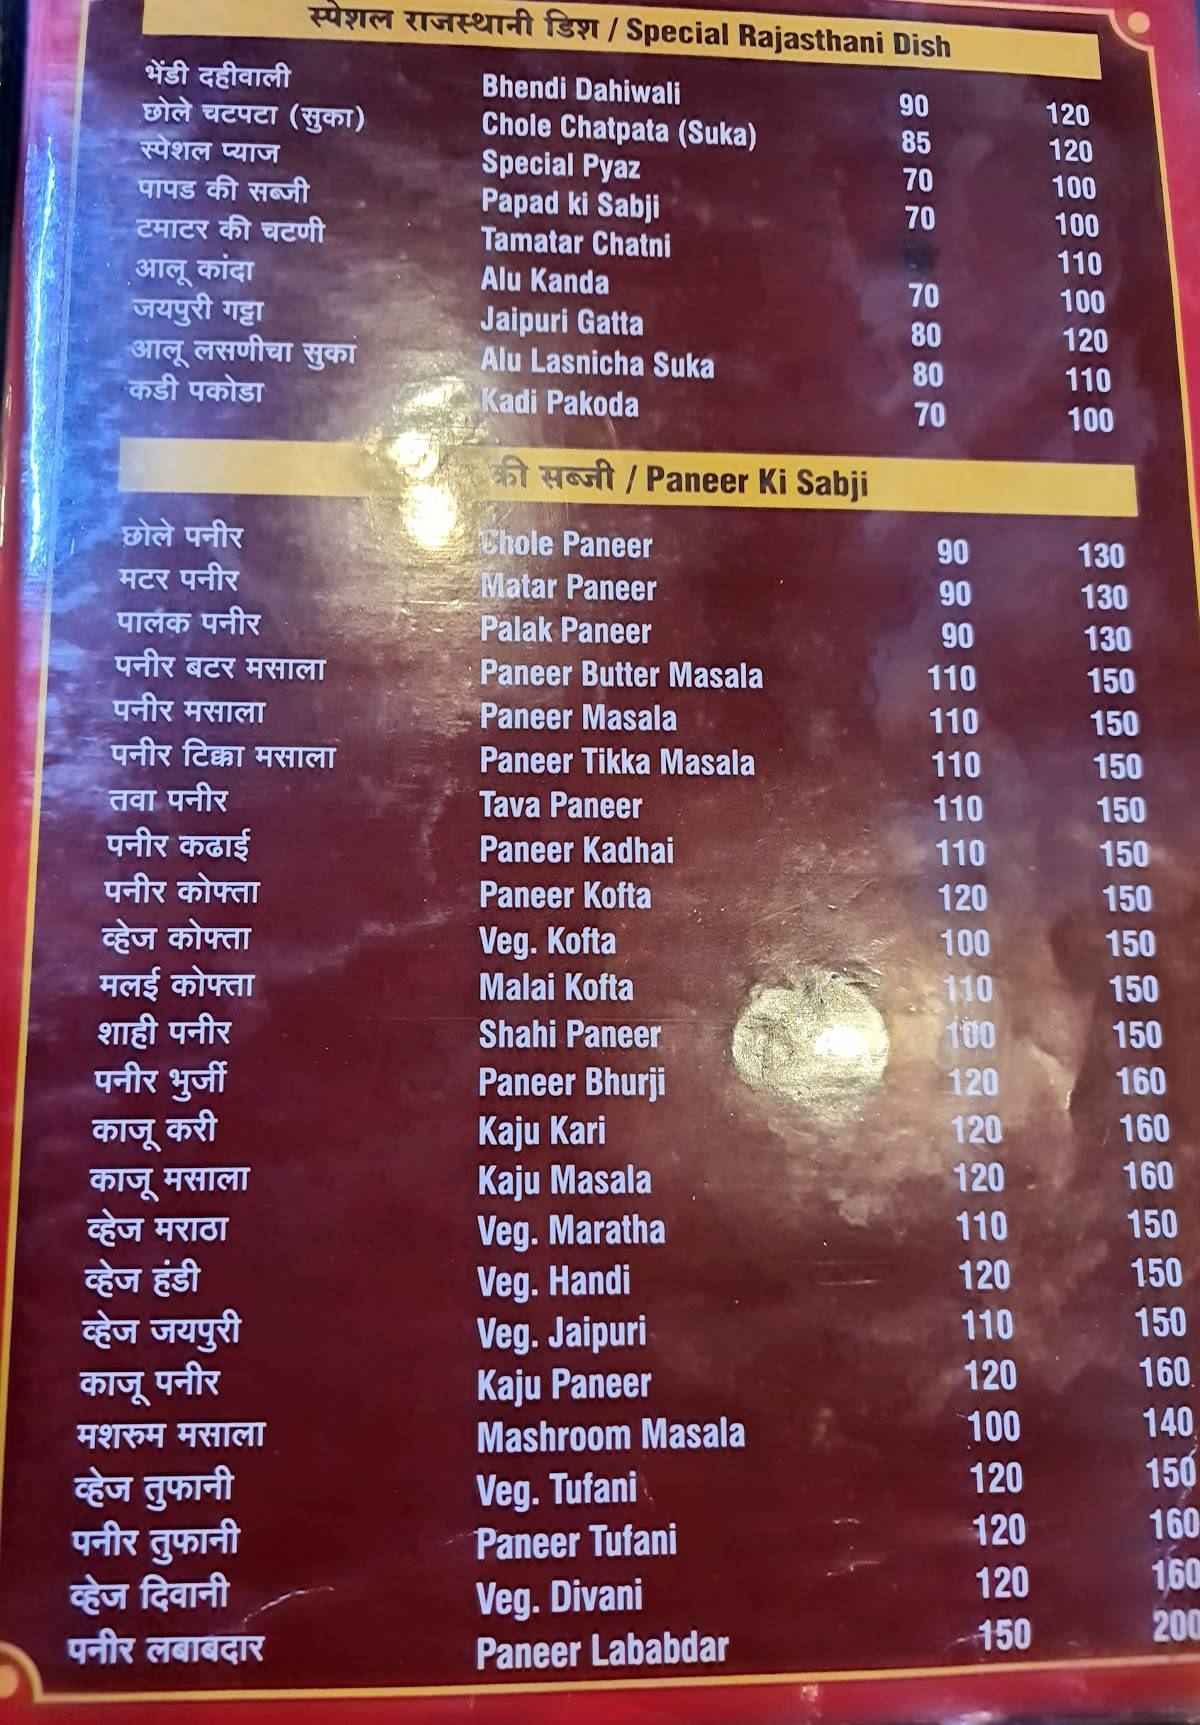 स्पेशल राजस्थानी डिश / Special Rajasthani Dish
भेंडी दहीवाली Bhendi Dahiwali 90 120
छोले चटपटा (सुका) Chole Chatpata (Suka) 85 120
स्पेशल प्याज Special Pyaz 70 100
पापड की सब्जी Papad ki Sabji 70 100
टमाटर की चटणी Tamatar Chatni 110
आलू कांदा Alu Kanda 70 100
जयपुरी गट्टा Jaipuri Gatta 80 120
आलू लसणीचा सुका Alu Lasnicha Suka 80 110
कडी पकोडा Kadi Pakoda 70 100
की सब्जी / Paneer Ki Sabji
छोले पनीर Chole Paneer 90 130
मटर पनीर Matar Paneer 90 130
पालक पनीर Palak Paneer 90 130
पनीर बटर मसाला Paneer Butter Masala 110 150
पनीर मसाला Paneer Masala 110 150
पनीर टिक्का मसाला Paneer Tikka Masala 110 150
तवा पनीर Tava Paneer 110 150
पनीर कढाई Paneer Kadhai 110 150
पनीर कोफ्ता Paneer Kofta 120 150
व्हेज कोफ्ता Veg. Kofta 100 150
मलई कोफ्ता Malai Kofta 110 150
शाही पनीर Shahi Paneer 100 150
पनीर भुर्जी Paneer Bhurji 120 160
काजू करी Kaju Kari 120 160
काजू मसाला Kaju Masala 120 160
व्हेज मराठा Veg. Maratha 110 150
व्हेज हंडी Veg. Handi 120 150
व्हेज जयपुरी Veg. Jaipuri 110 150
काजू पनीर Kaju Paneer 120 160
मशरुम मसाला Mashroom Masala 100 140
व्हेज तुफानी Veg. Tufani 120 150
पनीर तुफानी Paneer Tufani 120 160
व्हेज दिवानी Veg. Divani 120 160
पनीर लबाबदार Paneer Lababdar 150 200